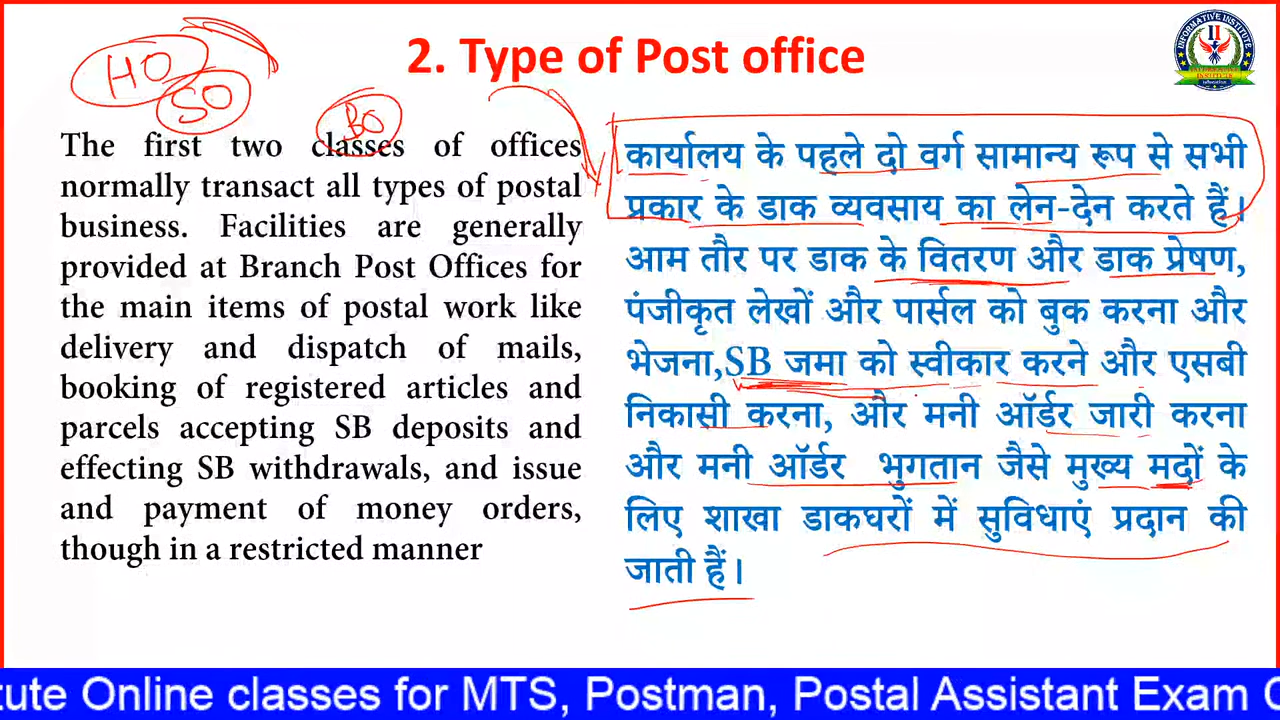 2. Type of Post office
INFORMATIVE INSTITUTE
HO
SO
BO
The first two classes of offices
normally transact all types of postal
business. Facilities are generally
provided at Branch Post Offices for
the main items of postal work like
delivery and dispatch of mails,
booking of registered articles and
parcels accepting SB deposits and
effecting SB withdrawals, and issue
and payment of money orders,
though in a restricted manner
कार्यालय के पहले दो वर्ग सामान्य रूप से सभी
प्रकार के डाक व्यवसाय का लेन-देन करते हैं।
आम तौर पर डाक के वितरण और डाक प्रेषण,
पंजीकृत लेखों और पार्सल को बुक करना और
भेजना,SB जमा को स्वीकार करने और एसबी
निकासी करना, और मनी ऑर्डर जारी करना
और मनी ऑर्डर भुगतान जैसे मुख्य मदों के
लिए शाखा डाकघरों में सुविधाएं प्रदान की
जाती हैं।
tute Online classes for MTS, Postman, Postal Assistant Exam C